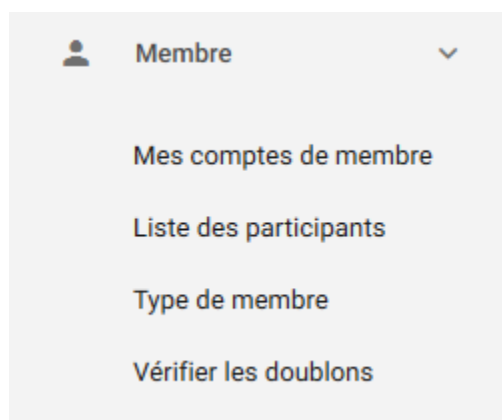 Membre
Mes comptes de membre
Liste des participants
Type de membre
Vérifier les doublons